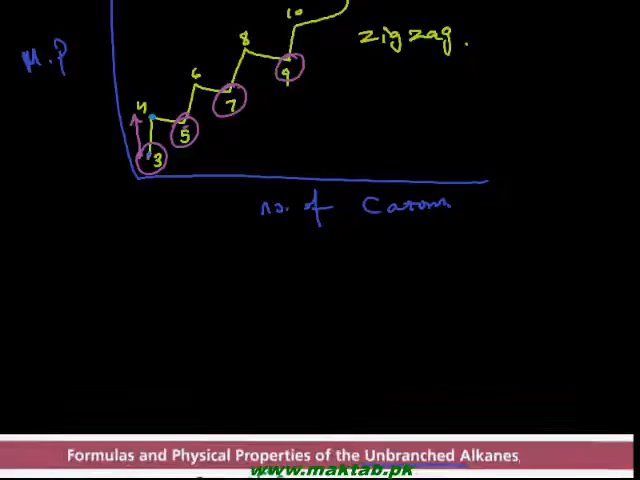 10
8
zigzag.
M.P
6
9
4
7
5
3
no. of C atoms
Formulas and Physical Properties of the Unbranched Alkanes,
www.maktab.pk